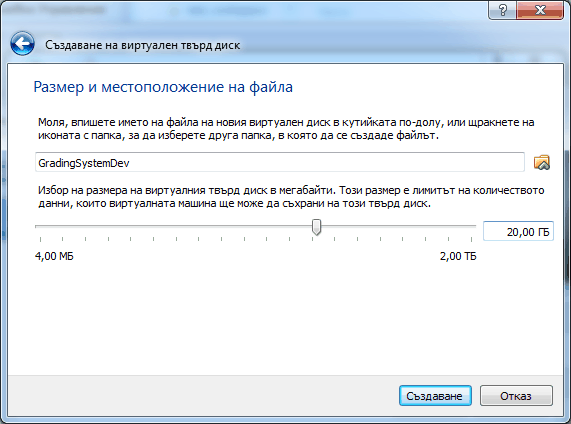 Създаване на виртуален твърд диск
Размер и местоположение на файла
Моля, впишете името на файла на новия виртуален диск в кутийката по-долу, или щракнете на
иконата с папка, за да изберете друга папка, в която да се създаде файлът.
GradingSystemDev
Избор на размера на виртуалния твърд диск в мегабайти. Този размер е лимитът на количеството
данни, които виртуалната машина ще може да съхрани на този твърд диск.
20,00 ГБ
4,00 МБ 2,00 ТБ
Създаване Отказ